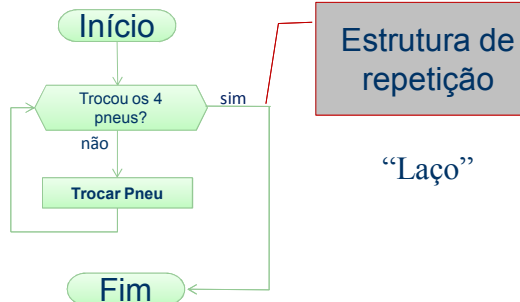 Início
Estrutura de
repetição
Trocou os 4
pneus?
sim
não
“Laço”
Trocar Pneu
Fim